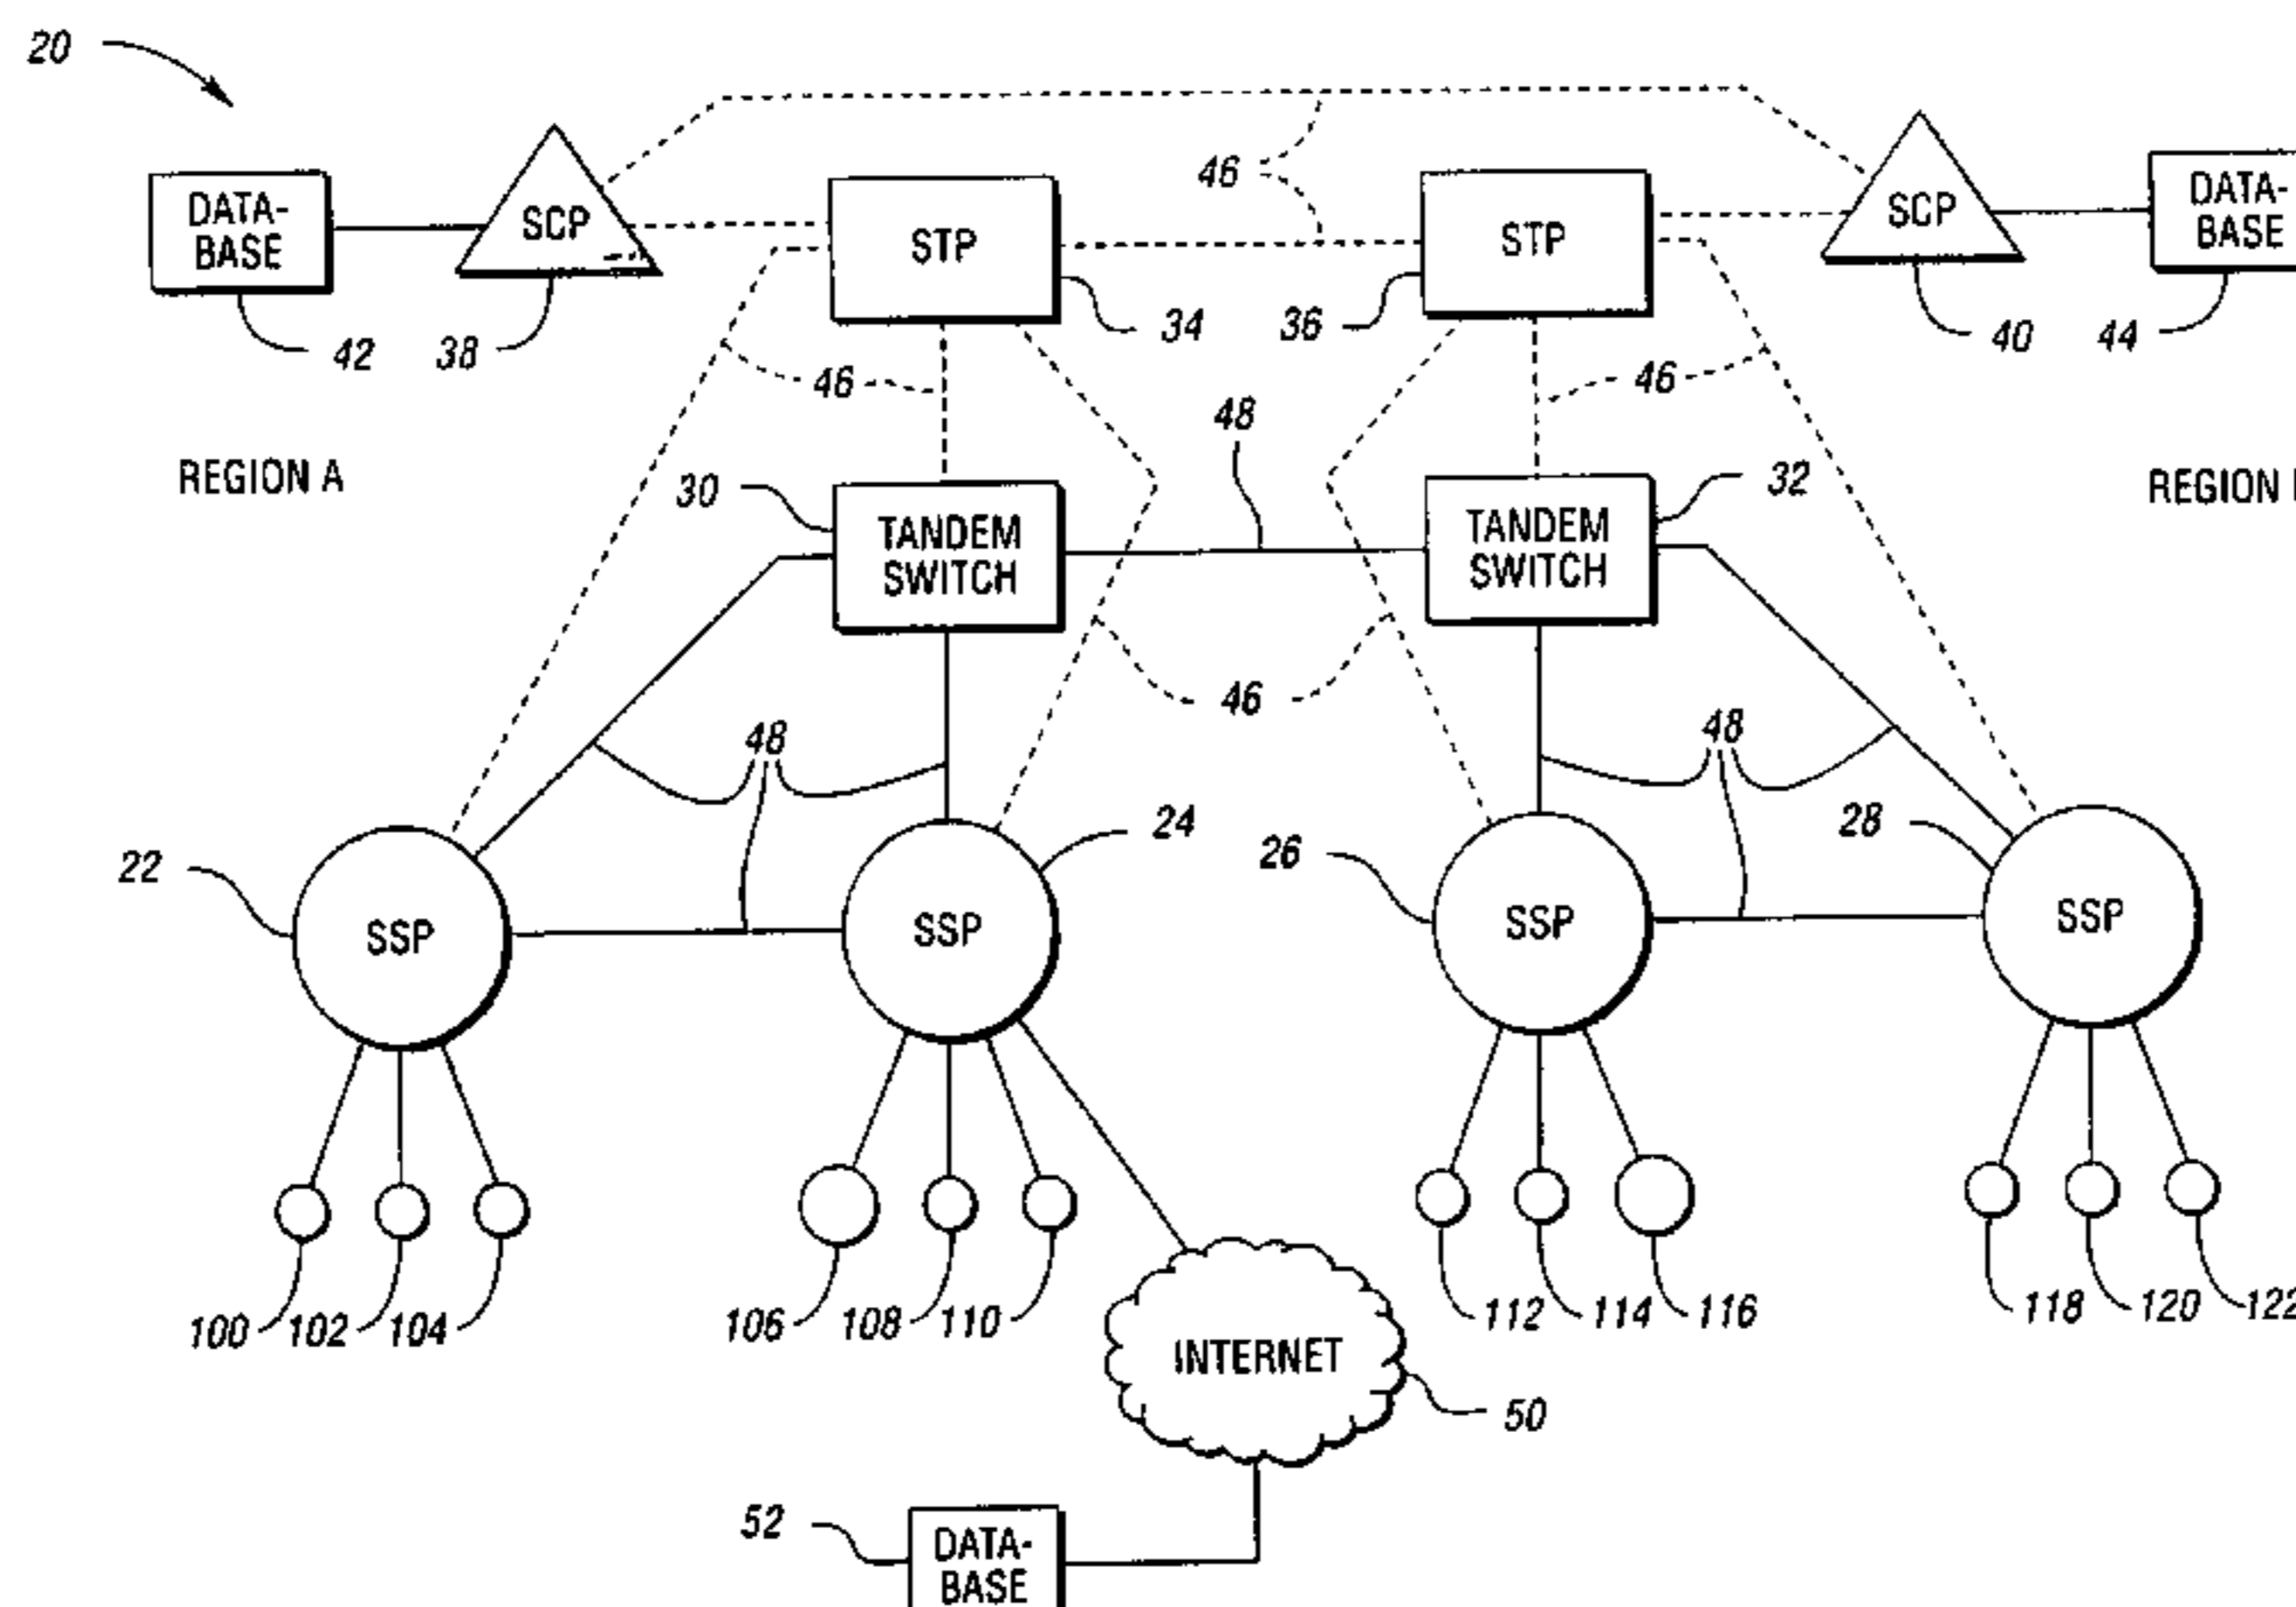 20
DATA-
BASE
SCP
STP
46
STP
SCP
DATA-
BASE
42
38
34
36
40
44
46
46
48
REGION A
REGION
30
TANDEM
SWITCH
TANDEM
SWITCH
32
48
46
48
22
SSP
24
SSP
26
SSP
28
SSP
100
102
104
106
108
110
112
114
116
118
120
122
INTERNET
50
52
DATA-
BASE